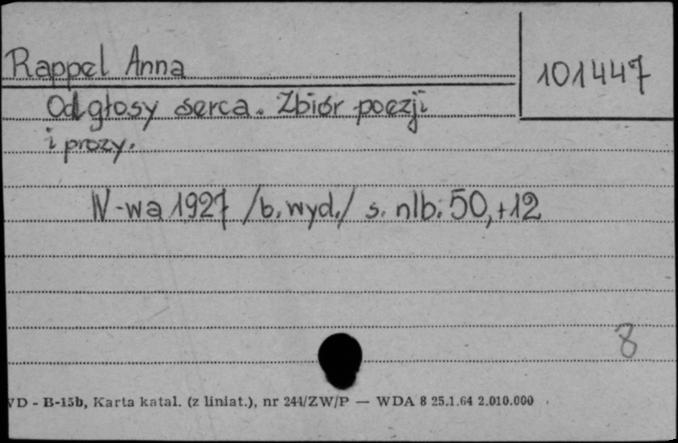 Rappel Anna
101447
Odgłosy serca. Zbiór poezji
i prozy.
W-wa 1927 /b. wyd./ s. nlb. 50, +12
8
WD - B-15b, Karta katal. (z liniat.), nr 244/ZW/P — WDA 8 25.1.64 2.010.000